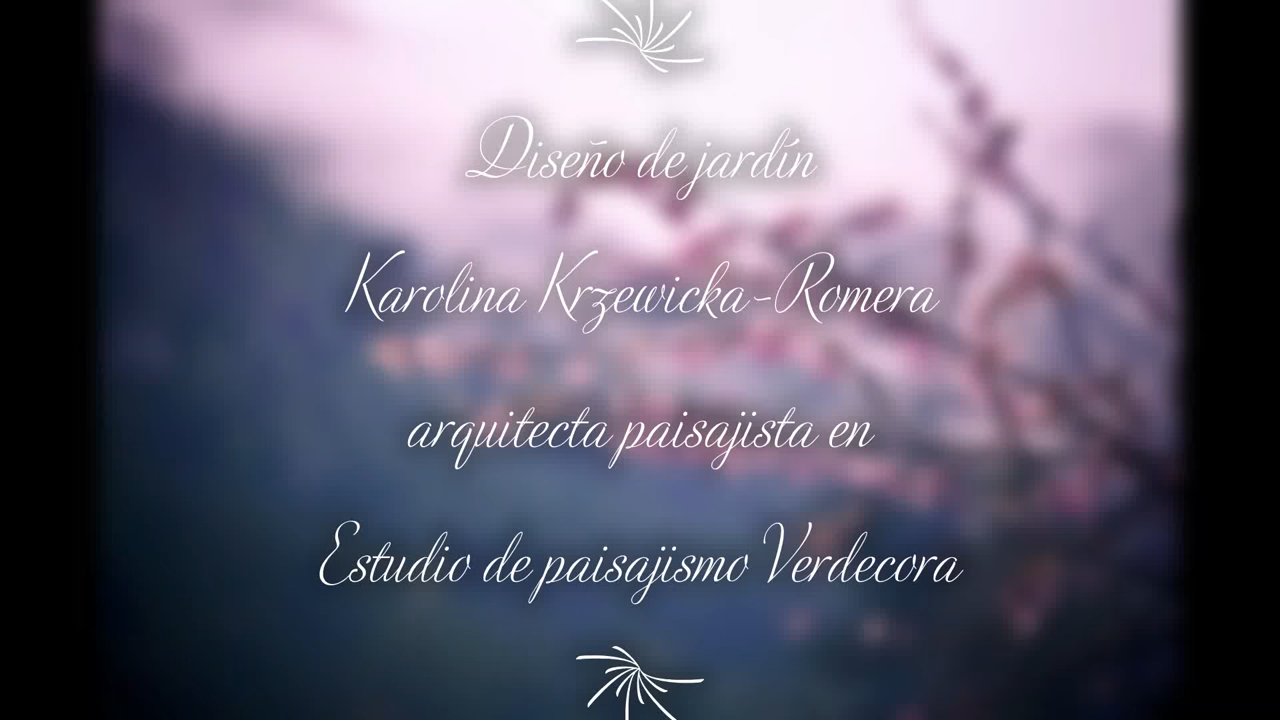 Diseño de jardín
Karolina Krzewicka-Romera
arquitecta paisajista en
Estudio de paisajismo Verdecora